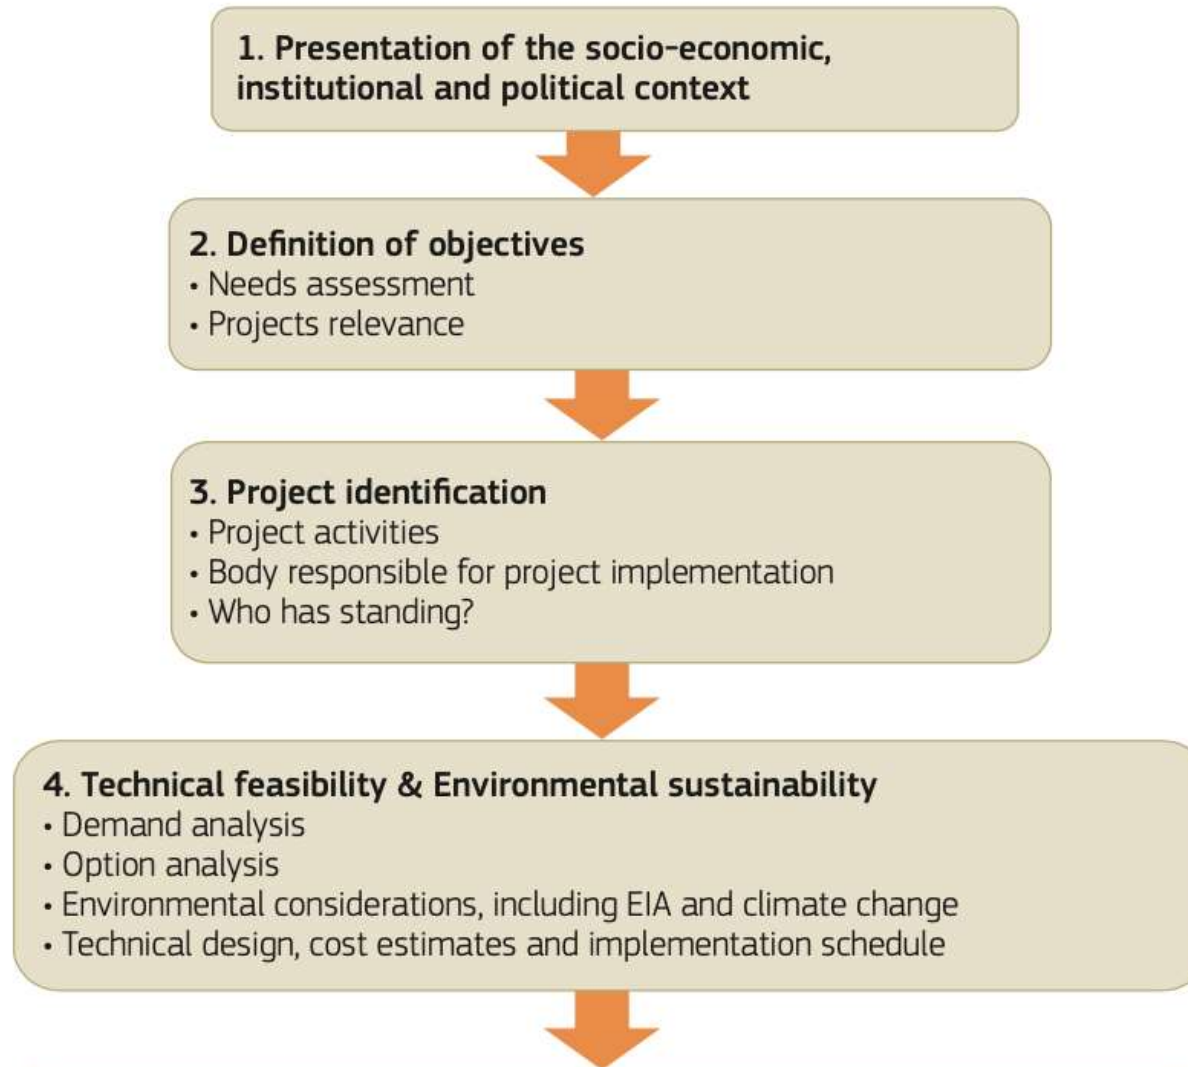 1. Presentation of the socio-economic,
institutional and political context
2. Definition of objectives
• Needs assessment
• Projects relevance
3. Project identification
• Project activities
• Body responsible for project implementation
• Who has standing?
4. Technical feasibility & Environmental sustainability
• Demand analysis
• Option analysis
• Environmental considerations, including EIA and climate change
• Technical design, cost estimates and implementation schedule